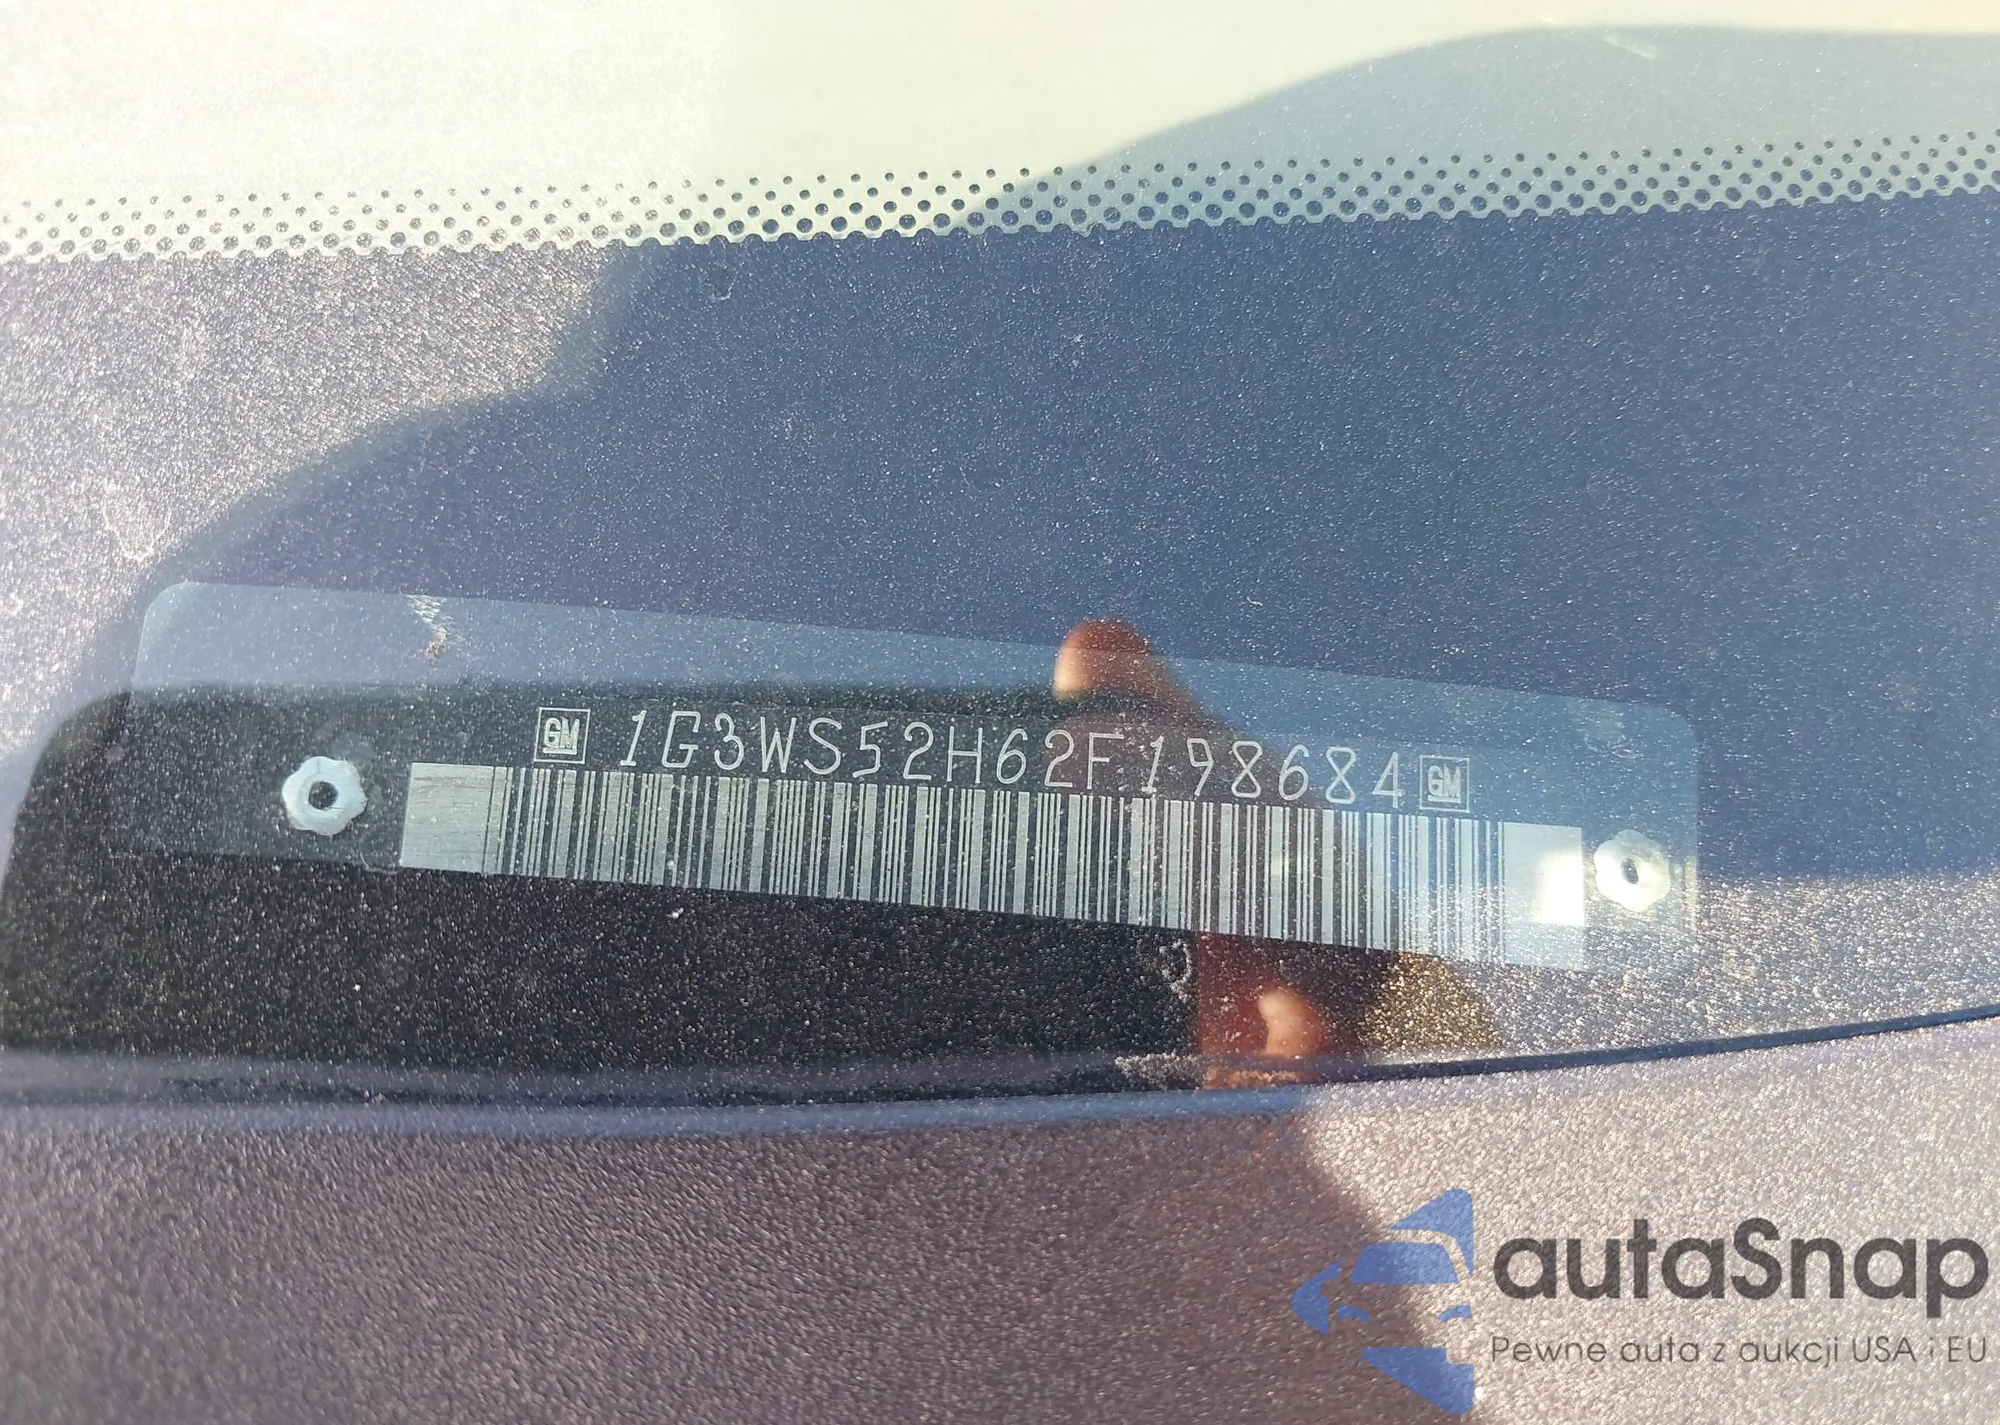 GM 1G3WS52H62F198684 GM
autaSnap
Pewne auta z aukcji USA i EU